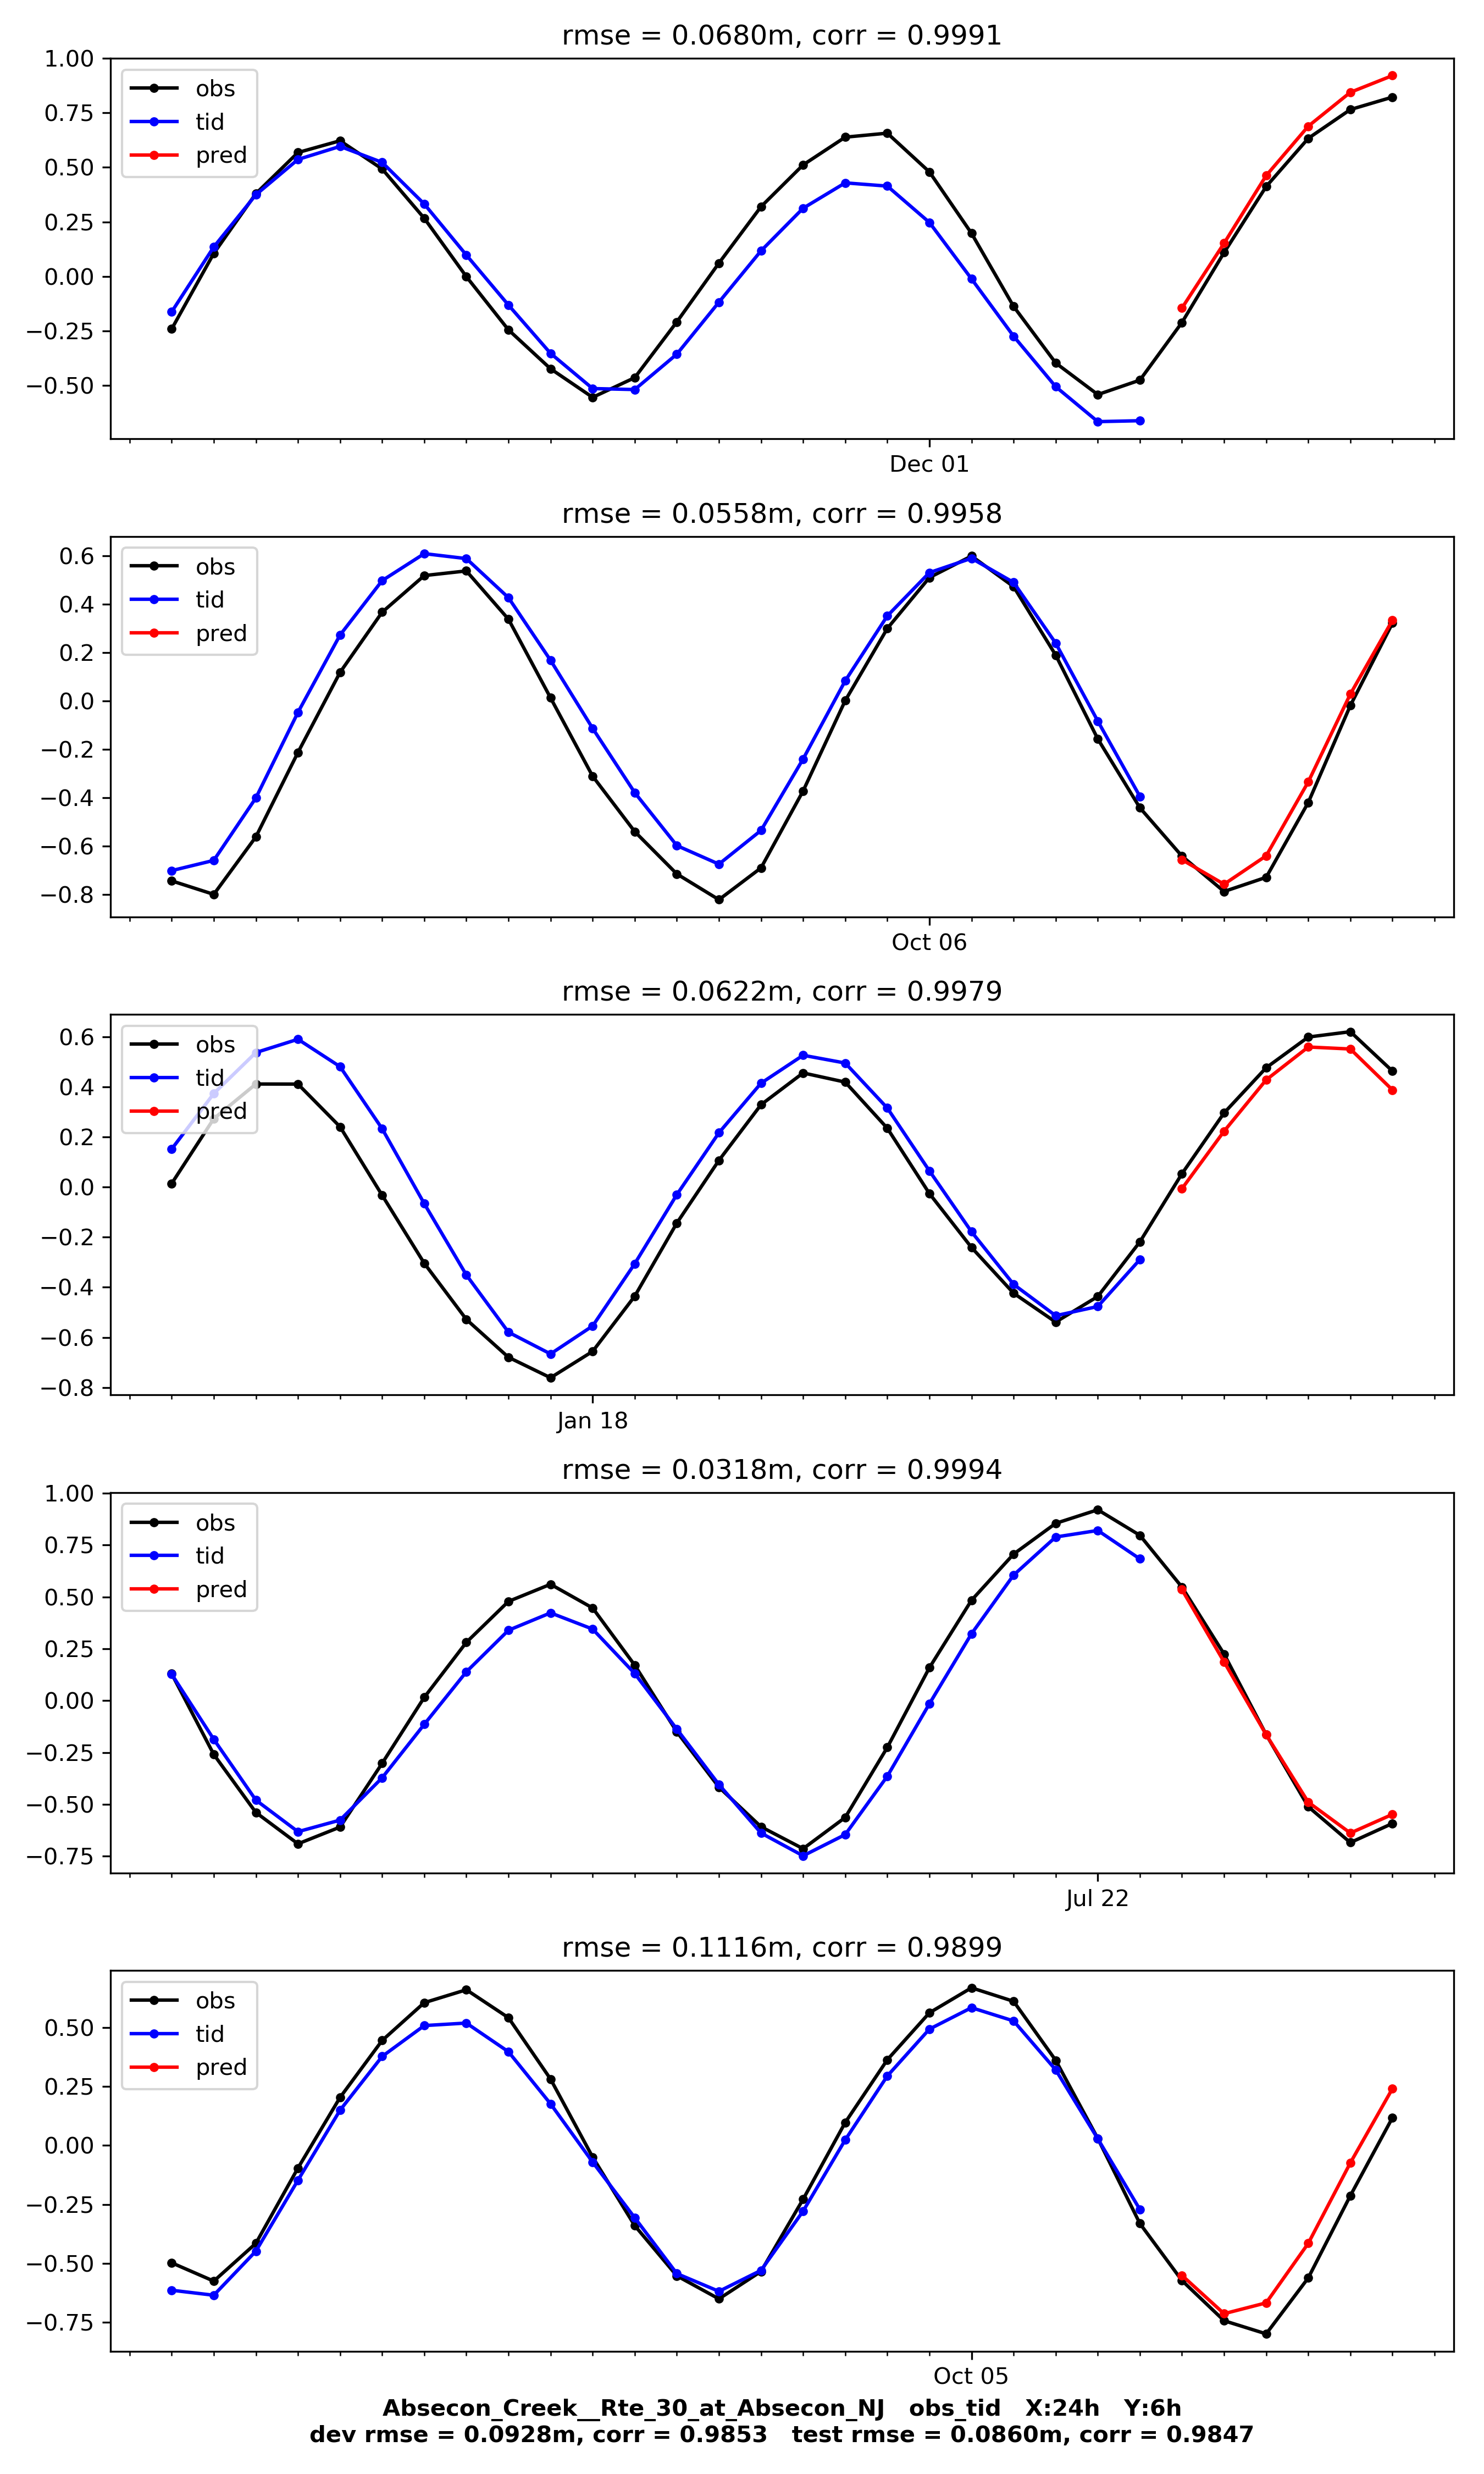 rmse = 0.0680m, corr = 0.9991
1.00
0.75
0.50
0.25
0.00
−0.25
−0.50
obs
tid
pred
Dec 01
rmse = 0.0558m, corr = 0.9958
0.6
0.4
0.2
0.0
−0.2
−0.4
−0.6
−0.8
obs
tid
pred
Oct 06
rmse = 0.0622m, corr = 0.9979
0.6
0.4
0.2
0.0
−0.2
−0.4
−0.6
−0.8
obs
tid
pred
Jan 18
rmse = 0.0318m, corr = 0.9994
1.00
0.75
0.50
0.25
0.00
−0.25
−0.50
−0.75
obs
tid
pred
Jul 22
rmse = 0.1116m, corr = 0.9899
0.50
0.25
0.00
−0.25
−0.50
−0.75
obs
tid
pred
Oct 05
Absecon_Creek__Rte_30_at_Absecon_NJ   obs_tid   X:24h   Y:6h
dev rmse = 0.0928m, corr = 0.9853   test rmse = 0.0860m, corr = 0.9847